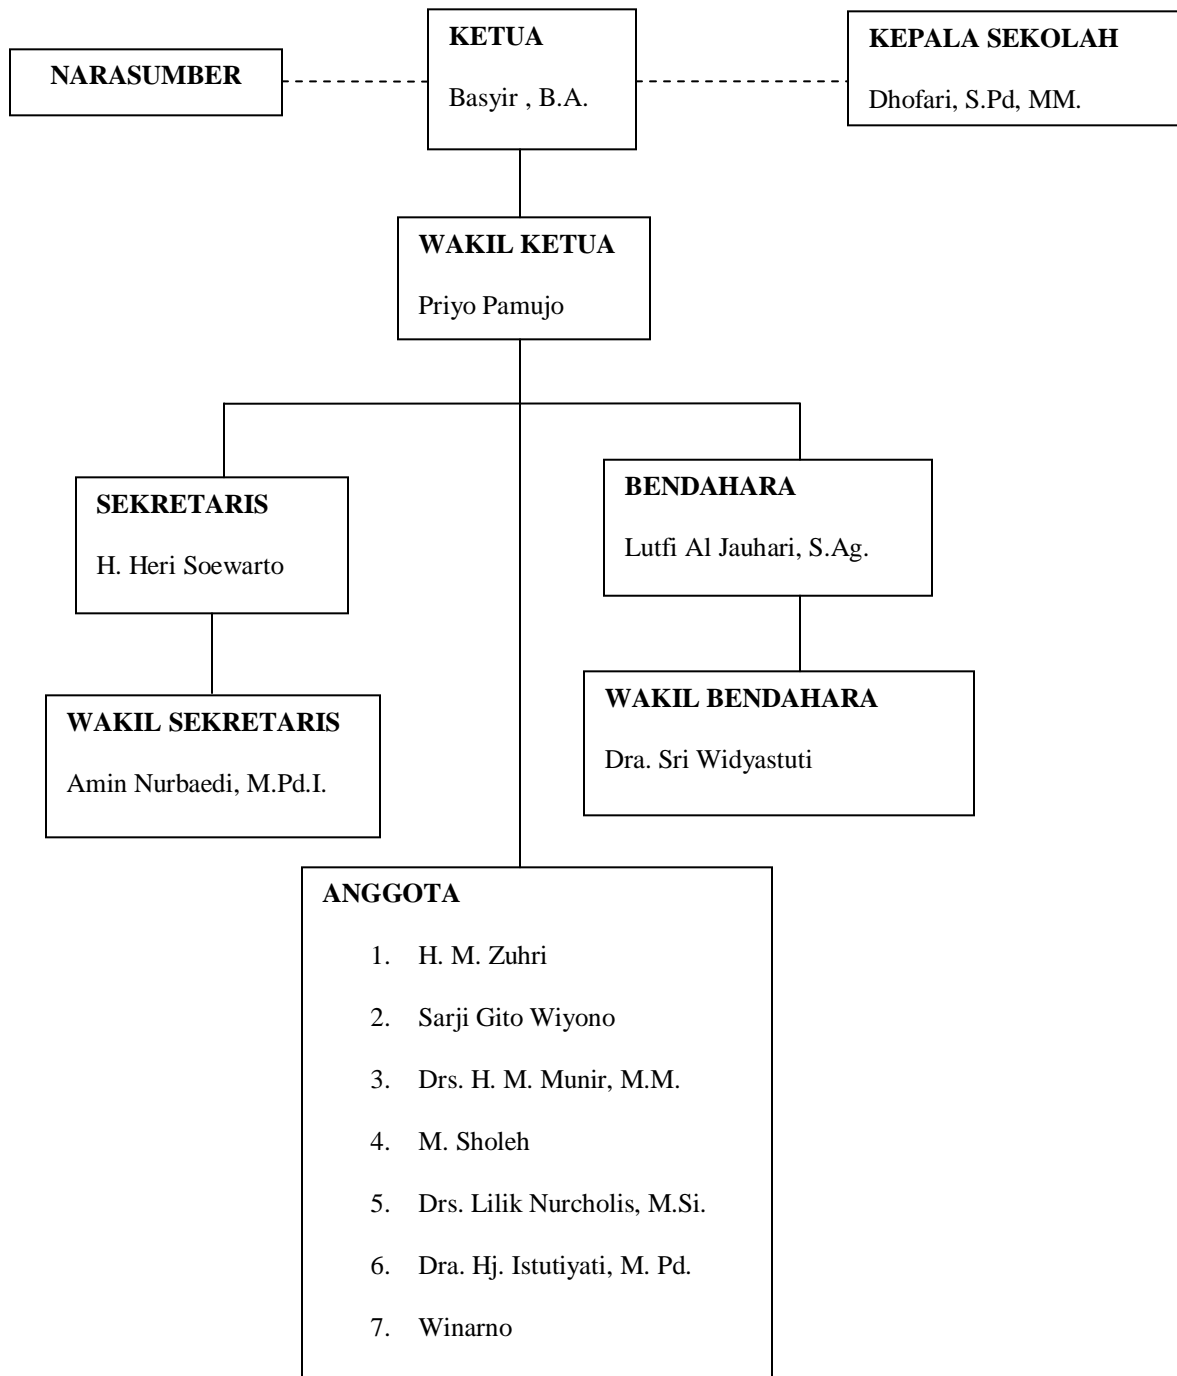 NARASUMBER
KETUA
Basyir , B.A.
KEPALA SEKOLAH
Dhofari, S.Pd, MM.
WAKIL KETUA
Priyo Pamujo
SEKRETARIS
H. Heri Soewarto
BENDAHARA
Lutfi Al Jauhari, S.Ag.
WAKIL SEKRETARIS
Amin Nurbaedi, M.Pd.I.
WAKIL BENDAHARA
Dra. Sri Widyastuti
ANGGOTA
1. H. M. Zuhri
2. Sarji Gito Wiyono
3. Drs. H. M. Munir, M.M.
4. M. Sholeh
5. Drs. Lilik Nurcholis, M.Si.
6. Dra. Hj. Istutiyati, M. Pd.
7. Winarno